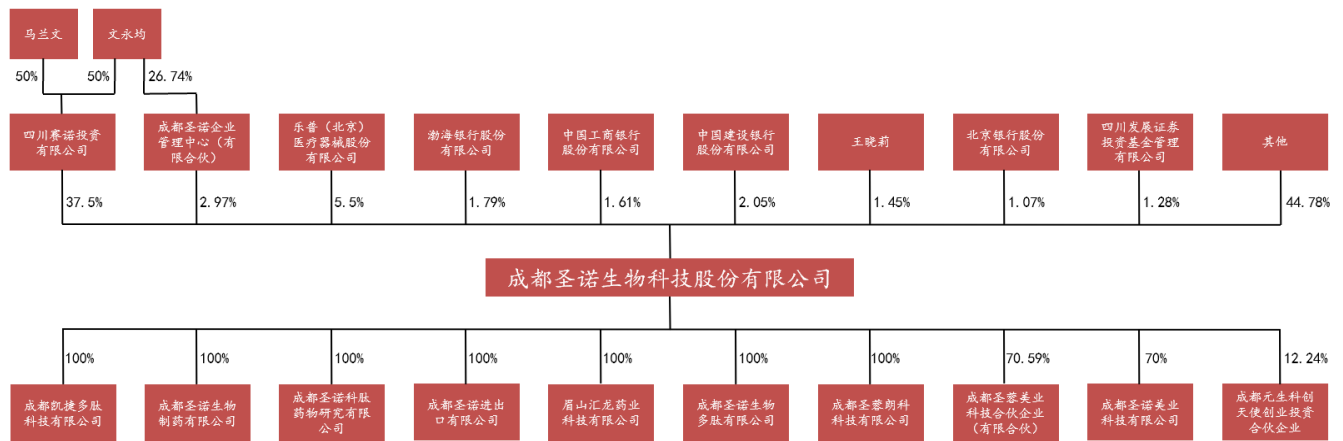 马兰文
文永均
50%
50%
26.74%
四川赛诺投资
有限公司
成都圣诺企业
管理中心（有
限合伙）
乐普（北京）
医疗器械股份
有限公司
渤海银行股份
有限公司
中国工商银行
股份有限公司
中国建设银行
股份有限公司
王晓莉
北京银行股份
有限公司
四川发展证券
投资基金管理
有限公司
其他
37.5%
2.97%
5.5%
1.79%
1.61%
2.05%
1.45%
1.07%
1.28%
44.78%
成都圣诺生物科技股份有限公司
100%
100%
100%
100%
100%
100%
100%
70.59%
70%
12.24%
成都凯捷多肽
科技有限公司
成都圣诺生物
制药有限公司
成都圣诺科肽
药物研究有限
公司
成都圣诺进出
口有限公司
眉山汇龙药业
科技有限公司
成都圣诺生物
多肽有限公司
成都圣蓉朗科
科技有限公司
成都圣蓉美业
科技合伙企业
（有限合伙）
成都圣诺美业
科技有限公司
成都元生科创
天使创业投资
合伙企业